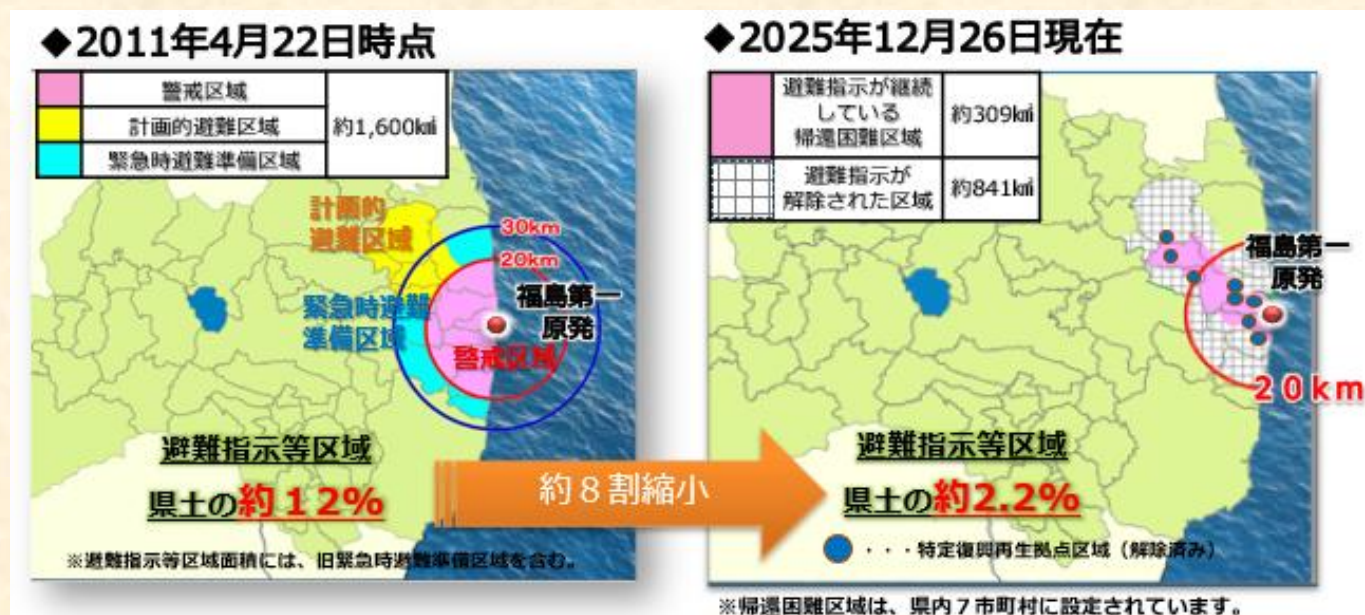 ◆2011年4月22日時点
警戒区域
計画的避難区域
緊急時避難準備区域
約1,600㎢
計画的
避難区域
30km
20km
福島第一
原発
緊急時避難
準備区域
警戒区域
避難指示等区域
県土の約12%
※避難指示等区域面積には、旧緊急時避難準備区域を含む。
約8割縮小
◆2025年12月26日現在
避難指示が継続
している
帰還困難区域
約309㎢
避難指示が
解除された区域
約841㎢
福島第一
原発
20km
避難指示等区域
県土の約2.2%
・・・特定復興再生拠点区域(解除済み)
※帰還困難区域は、県内7市町村に設定されています。